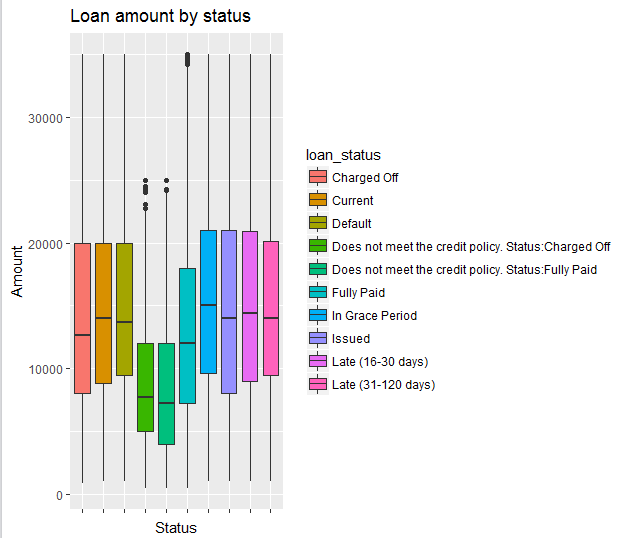 Loan amount by status
30000
20000
10000
0
Amount
Status
loan_status
Charged Off
Current
Default
Does not meet the credit policy. Status:Charged Off
Does not meet the credit policy. Status:Fully Paid
Fully Paid
In Grace Period
Issued
Late (16-30 days)
Late (31-120 days)